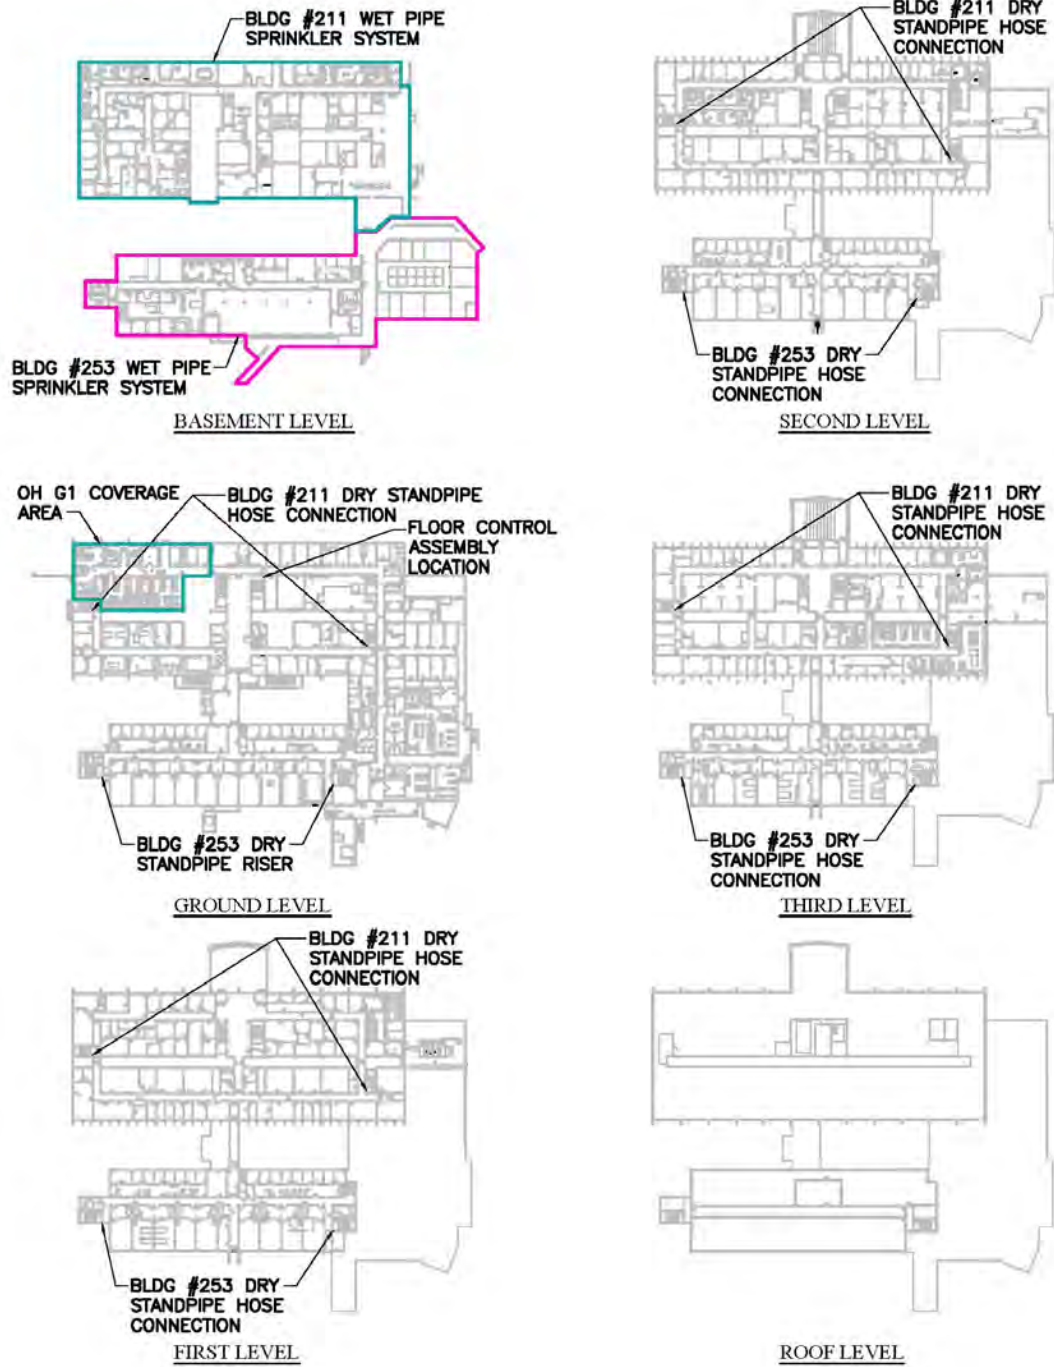 BLDG #211 WET PIPE
SPRINKLER SYSTEM
BLDG #253 WET PIPE
SPRINKLER SYSTEM
BASEMENT LEVEL
BLDG #211 DRY
STANDPIPE HOSE
CONNECTION
BLDG #253 DRY
STANDPIPE HOSE
CONNECTION
SECOND LEVEL
OH G1 COVERAGE
AREA
BLDG #211 DRY STANDPIPE
HOSE CONNECTION
FLOOR CONTROL
ASSEMBLY
LOCATION
BLDG #253 DRY
STANDPIPE RISER
GROUND LEVEL
BLDG #211 DRY
STANDPIPE HOSE
CONNECTION
BLDG #253 DRY
STANDPIPE HOSE
CONNECTION
THIRD LEVEL
BLDG #211 DRY
STANDPIPE HOSE
CONNECTION
BLDG #253 DRY
STANDPIPE HOSE
CONNECTION
FIRST LEVEL
ROOF LEVEL